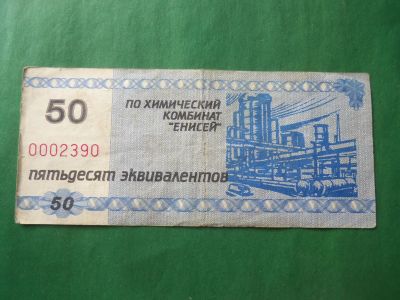 50
ПО ХИМИЧЕСКИЙ
КОМБИНАТ
"ЕНИСЕЙ"
0002390
ПЯТЬДЕСЯТ ЭКВИВАЛЕНТОВ
50